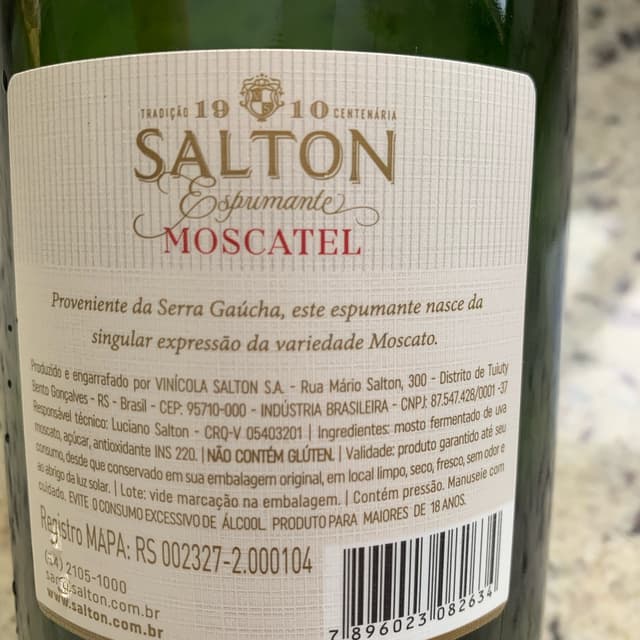 TRADIÇÃO 19 10 CENTENÁRIA
SALTON
Espumante
MOSCATEL
Proveniente da Serra Gaúcha, este espumante nasce da
singular expressão da variedade Moscato.
Produzido e engarrafado por VINÍCOLA SALTON S.A. - Rua Mário Salton, 300 - Distrito de Tuiuty
Bento Gonçalves - RS - Brasil - CEP: 95710-000 - INDÚSTRIA BRASILEIRA - CNPJ: 87.547.428/0001-37
Responsável técnico: Luciano Salton - CRQ-V 05403201 | Ingredientes: mosto fermentado de uva
moscato, açúcar, antioxidante INS 220. | NÃO CONTÉM GLÚTEN. | Validade: produto garantido até seu
consumo, desde que conservado em sua embalagem original, em local limpo, seco, fresco, sem odor e
ao abrigo da luz solar. | Lote: vide marcação na embalagem. | Contém pressão. Manuseie com
cuidado. EVITE O CONSUMO EXCESSIVO DE ÁLCOOL. PRODUTO PARA MAIORES DE 18 ANOS.
Registro MAPA: RS 002327-2.000104
(54) 2105-1000
sac@salton.com.br
www.salton.com.br
7 896023 082634